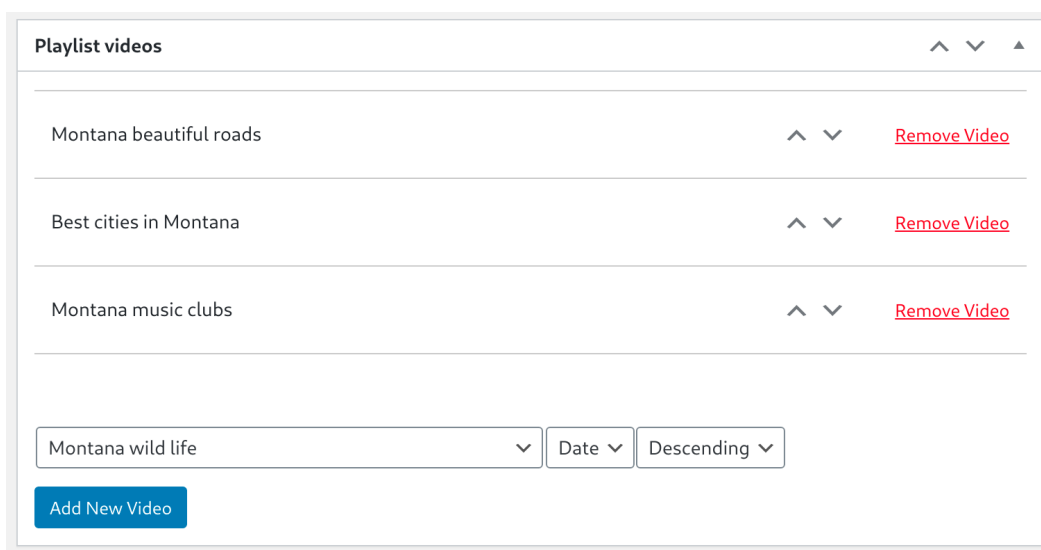 Playlist videos
Montana beautiful roads Remove Video
Best cities in Montana Remove Video
Montana music clubs Remove Video
Montana wild life Date Descending
Add New Video